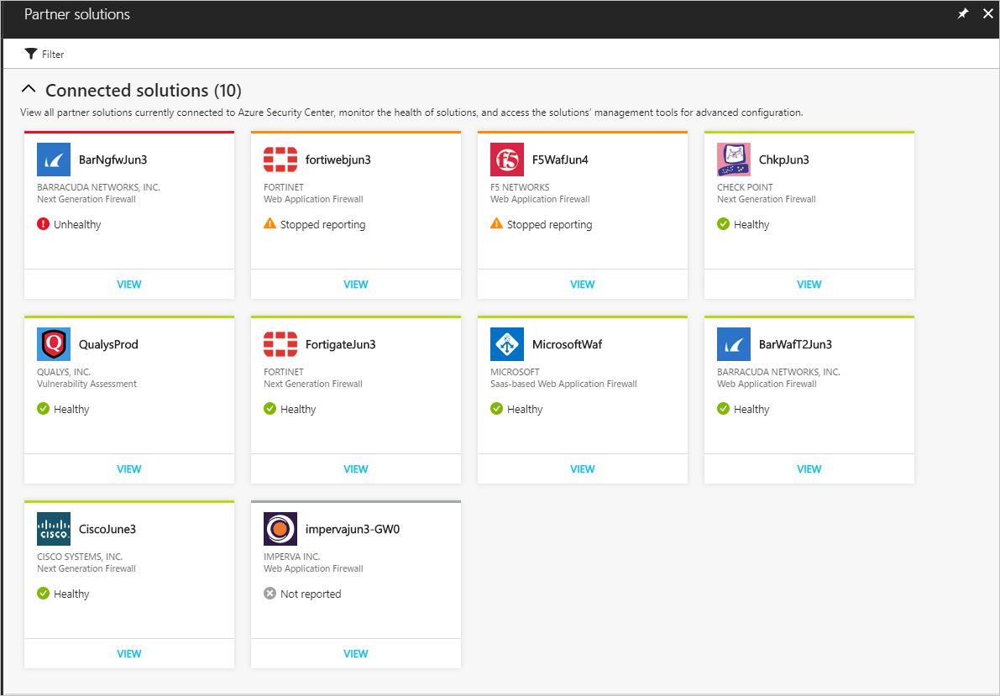 Partner solutions
Filter
Connected solutions (10)
View all partner solutions currently connected to Azure Security Center, monitor the health of solutions, and access the solutions' management tools for advanced configuration.
BarNgfwJun3
BARRACUDA NETWORKS, INC.
Next Generation Firewall
Unhealthy
VIEW
fortiwebjun3
FORTINET
Web Application Firewall
Stopped reporting
VIEW
F5WafJun4
F5 NETWORKS
Web Application Firewall
Stopped reporting
VIEW
ChkpJun3
CHECK POINT
Next Generation Firewall
Healthy
VIEW
QualysProd
QUALYS, INC.
Vulnerability Assessment
Healthy
VIEW
FortigateJun3
FORTINET
Next Generation Firewall
Healthy
VIEW
MicrosoftWaf
MICROSOFT
Saas-based Web Application Firewall
Healthy
VIEW
BarWafT2Jun3
BARRACUDA NETWORKS, INC.
Web Application Firewall
Healthy
VIEW
CISCO.
CiscoJune3
CISCO SYSTEMS, INC.
Next Generation Firewall
Healthy
VIEW
impervajun3-GW0
IMPERVA INC.
Web Application Firewall
Not reported
VIEW